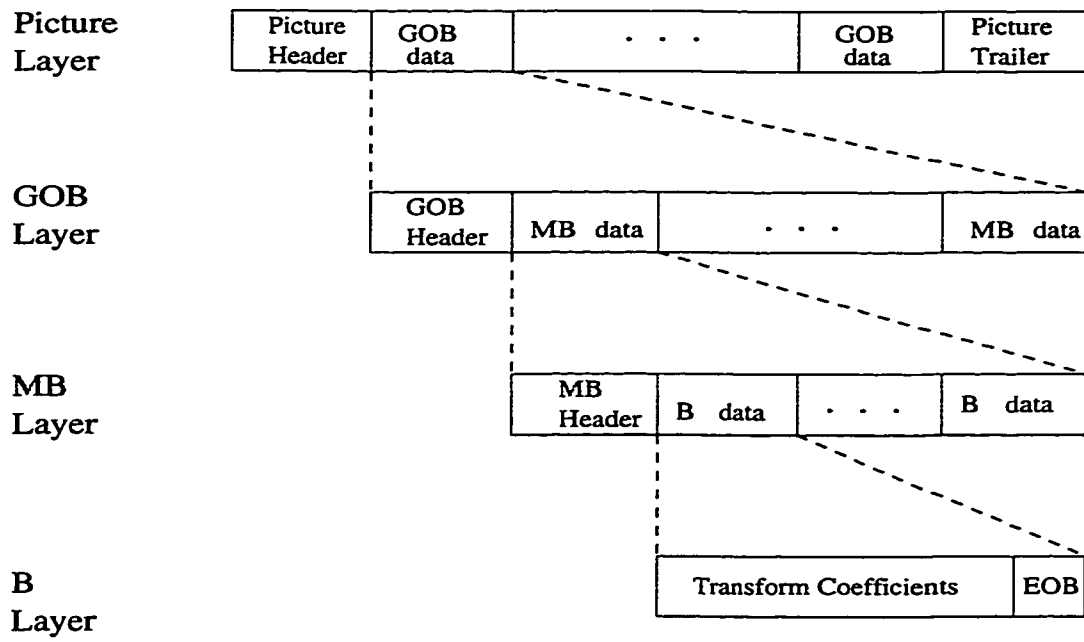 Picture
Layer
Picture
Header
GOB
data
. . .
GOB
data
Picture
Trailer
GOB
Layer
GOB
Header
MB data
. . .
MB data
MB
Layer
MB
Header
B data
. . .
B data
B
Layer
Transform Coefficients
EOB